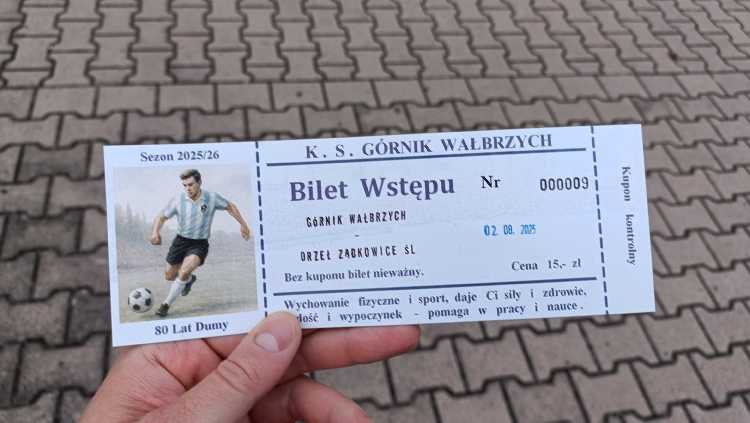 Sezon 2025/26
80 Lat Dumy
K. S. GÓRNIK WAŁBRZYCH
Bilet Wstępu Nr 000009
GÓRNIK WAŁBRZYCH
-
ORZEŁ ZĄBKOWICE ŚL
02. 08. 2025
Bez kuponu bilet nieważny. Cena 15,- zł
Wychowanie fizyczne i sport, daje Ci siły i zdrowie,
i wypoczynek - pomaga w pracy i nauce.
Kupon kontrolny